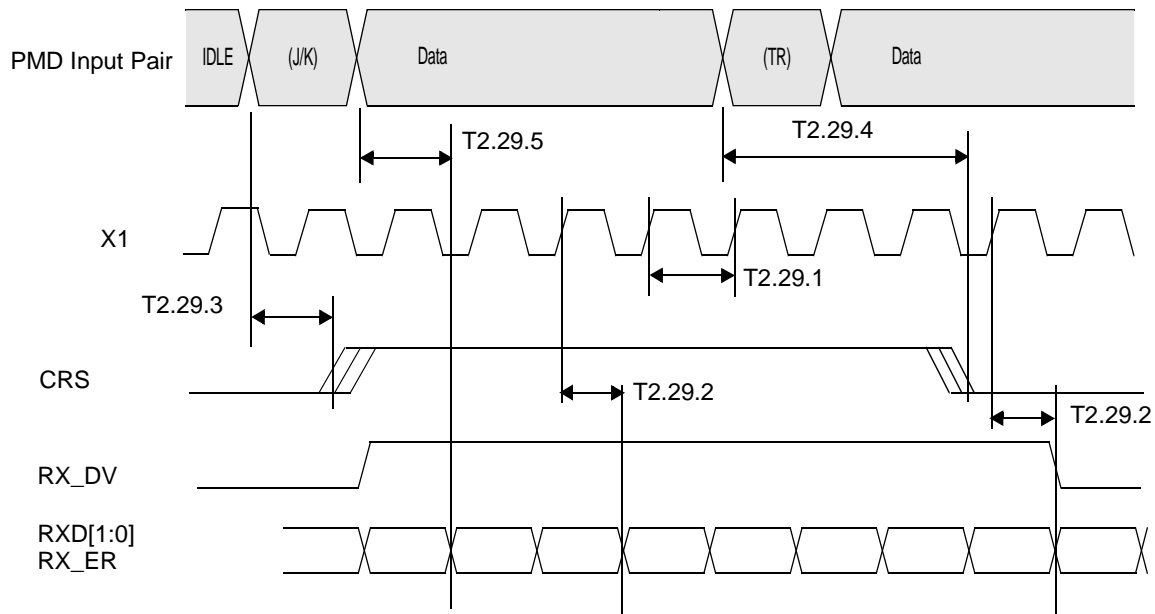 PMD Input Pair
IDLE
(J/K)
Data
(TR)
Data
T2.29.5
T2.29.4
X1
T2.29.1
T2.29.3
CRS
T2.29.2
T2.29.2
RX_DV
RXD[1:0]
RX_ER